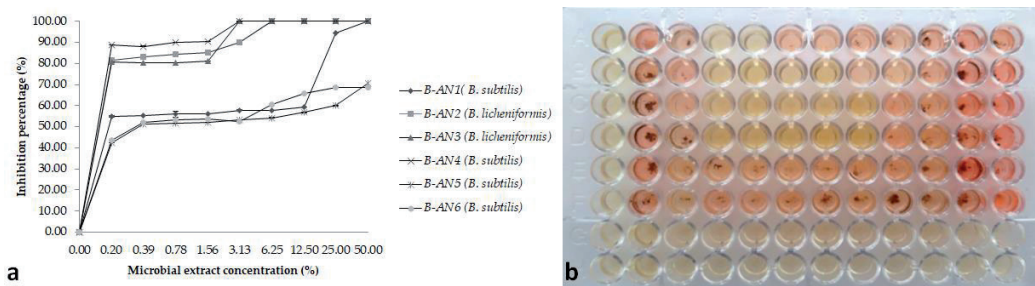 100.00
90.00
80.00
70.00
60.00
50.00
40.00
30.00
20.00
10.00
0.00
Inhibition percentage (%)
0.00 0.20 0.39 0.78 1.56 3.13 6.25 12.50 25.00 50.00
Microbial extract concentration (%)
B-AN1( B. subtilis)
B-AN2 (B. licheniformis)
B-AN3 (B. licheniformis)
B-AN4 (B. subtilis)
B-AN5 (B. subtilis)
B-AN6 (B. subtilis)
a
b